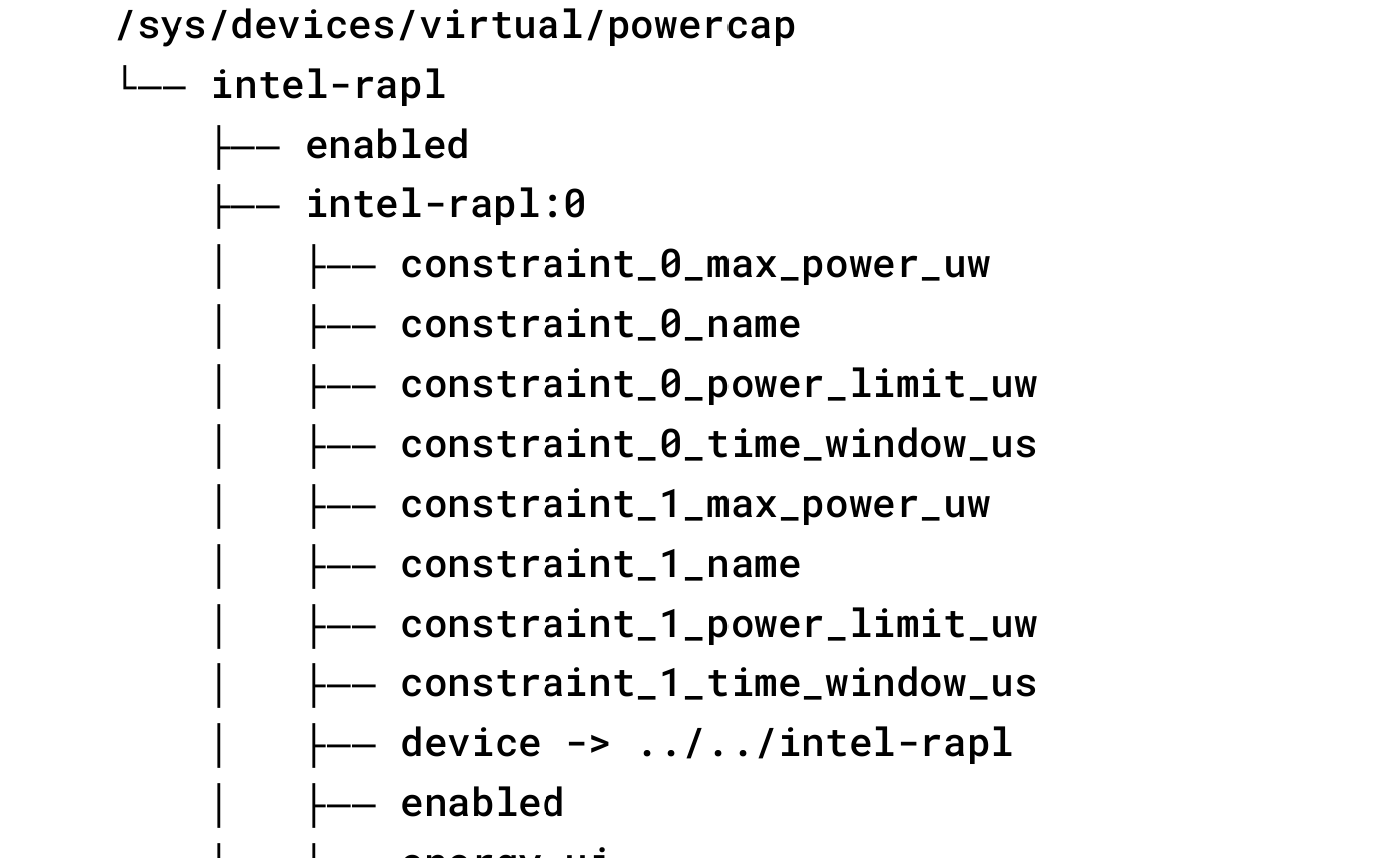 /sys/devices/virtual/powercap
└── intel-rapl
    ├── enabled
    ├── intel-rapl:0
    │   ├── constraint_0_max_power_uw
    │   ├── constraint_0_name
    │   ├── constraint_0_power_limit_uw
    │   ├── constraint_0_time_window_us
    │   ├── constraint_1_max_power_uw
    │   ├── constraint_1_name
    │   ├── constraint_1_power_limit_uw
    │   ├── constraint_1_time_window_us
    │   ├── device -> ../../intel-rapl
    │   ├── enabled
    │   ├── energy_uj